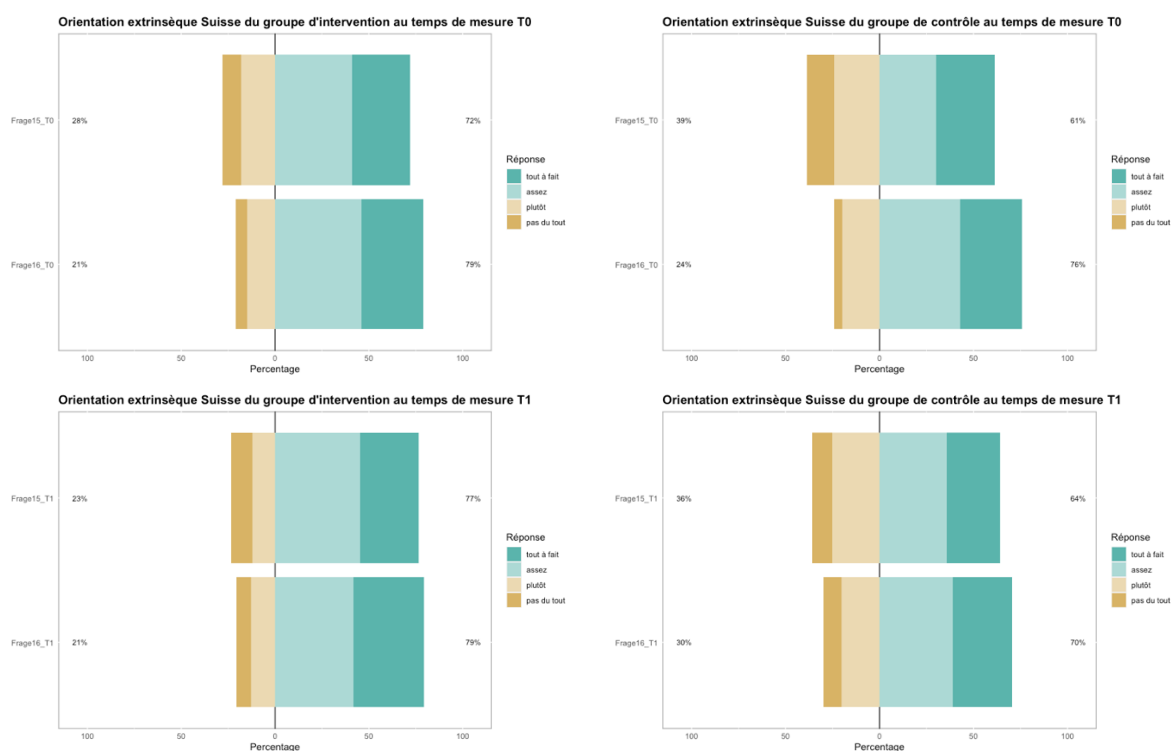 Orientation extrinsèque Suisse du groupe d'intervention au temps de mesure T0
Frage15_T0
28%
72%
Frage16_T0
21%
79%
Réponse
tout à fait
assez
plutôt
pas du tout
100
50
0
50
100
Percentage
Orientation extrinsèque Suisse du groupe de contrôle au temps de mesure T0
Frage15_T0
39%
61%
Frage16_T0
24%
76%
Réponse
tout à fait
assez
plutôt
pas du tout
100
50
0
50
100
Percentage
Orientation extrinsèque Suisse du groupe d'intervention au temps de mesure T1
Frage15_T1
23%
77%
Frage16_T1
21%
79%
Réponse
tout à fait
assez
plutôt
pas du tout
100
50
0
50
100
Percentage
Orientation extrinsèque Suisse du groupe de contrôle au temps de mesure T1
Frage15_T1
36%
64%
Frage16_T1
30%
70%
Réponse
tout à fait
assez
plutôt
pas du tout
100
50
0
50
100
Percentage